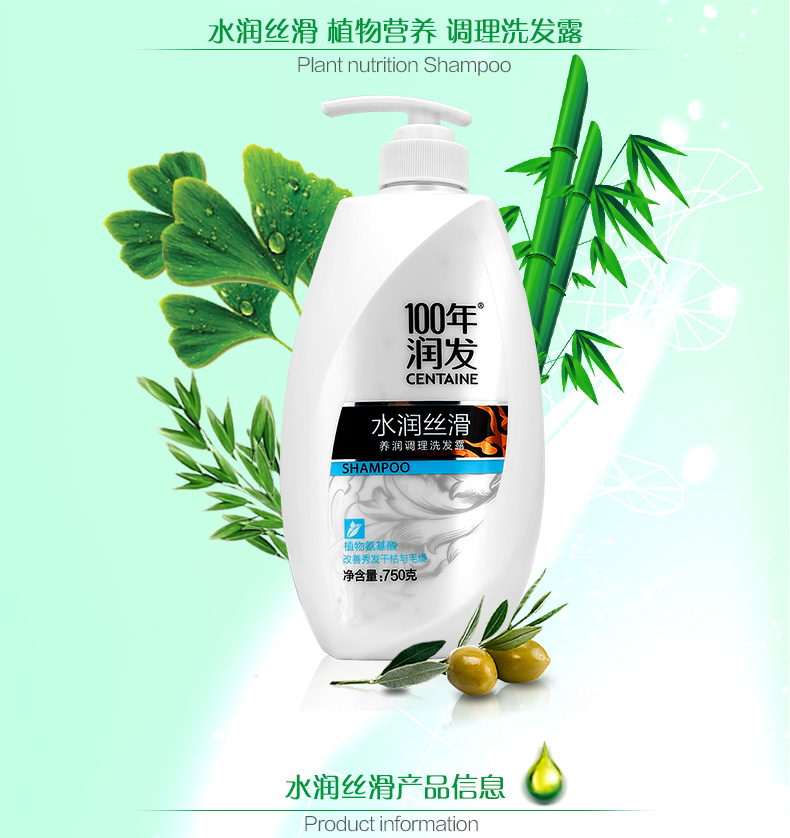 水润丝滑 植物营养 调理洗发露
Plant nutrition Shampoo
100年®
润发
CENTAINE
水润丝滑
养润调理洗发露
SHAMPOO
植物氨基酸
改善秀发干枯与毛燥
净含量:750克
水润丝滑产品信息
Product information